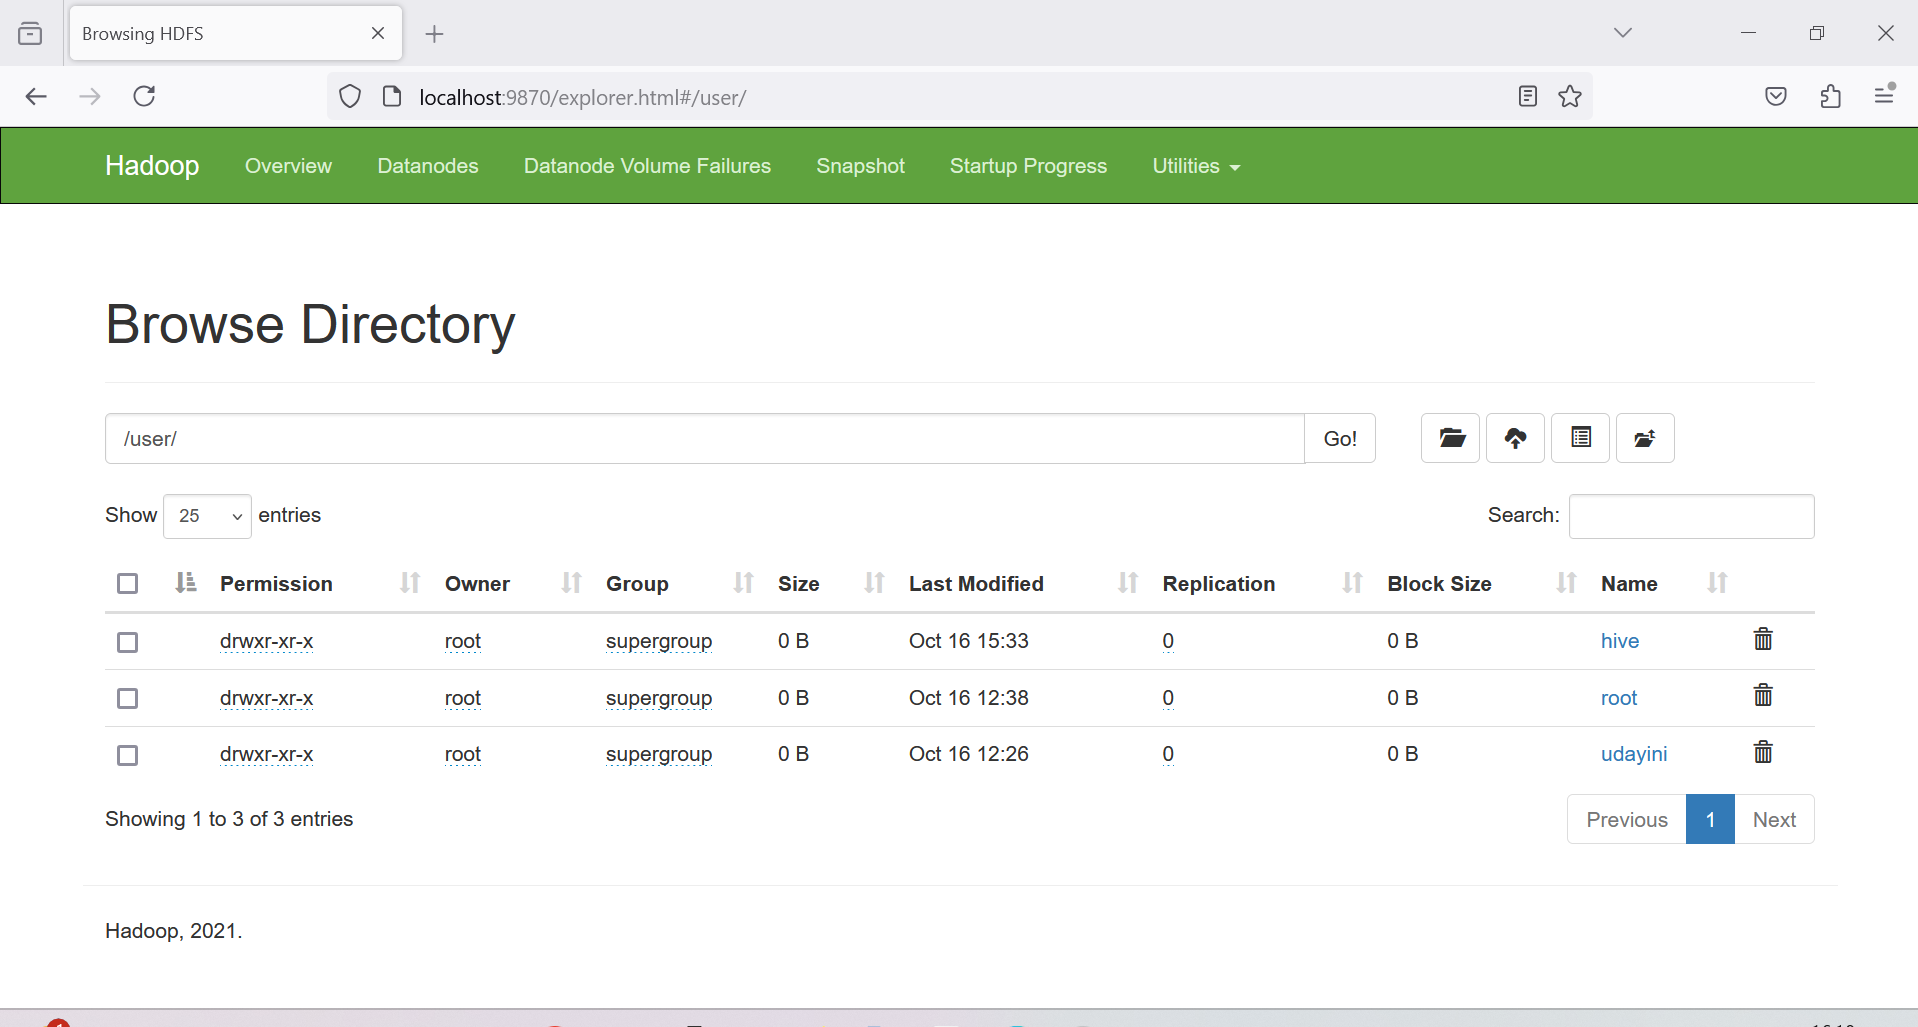 Browsing HDFS
localhost:9870/explorer.html#/user/
Hadoop Overview Datanodes Datanode Volume Failures Snapshot Startup Progress Utilities
Browse Directory
/user/ Go!
Show 25 entries Search:
Permission Owner Group Size Last Modified Replication Block Size Name
drwxr-xr-x root supergroup 0 B Oct 16 15:33 0 0 B hive
drwxr-xr-x root supergroup 0 B Oct 16 12:38 0 0 B root
drwxr-xr-x root supergroup 0 B Oct 16 12:26 0 0 B udayini
Showing 1 to 3 of 3 entries Previous 1 Next
Hadoop, 2021.